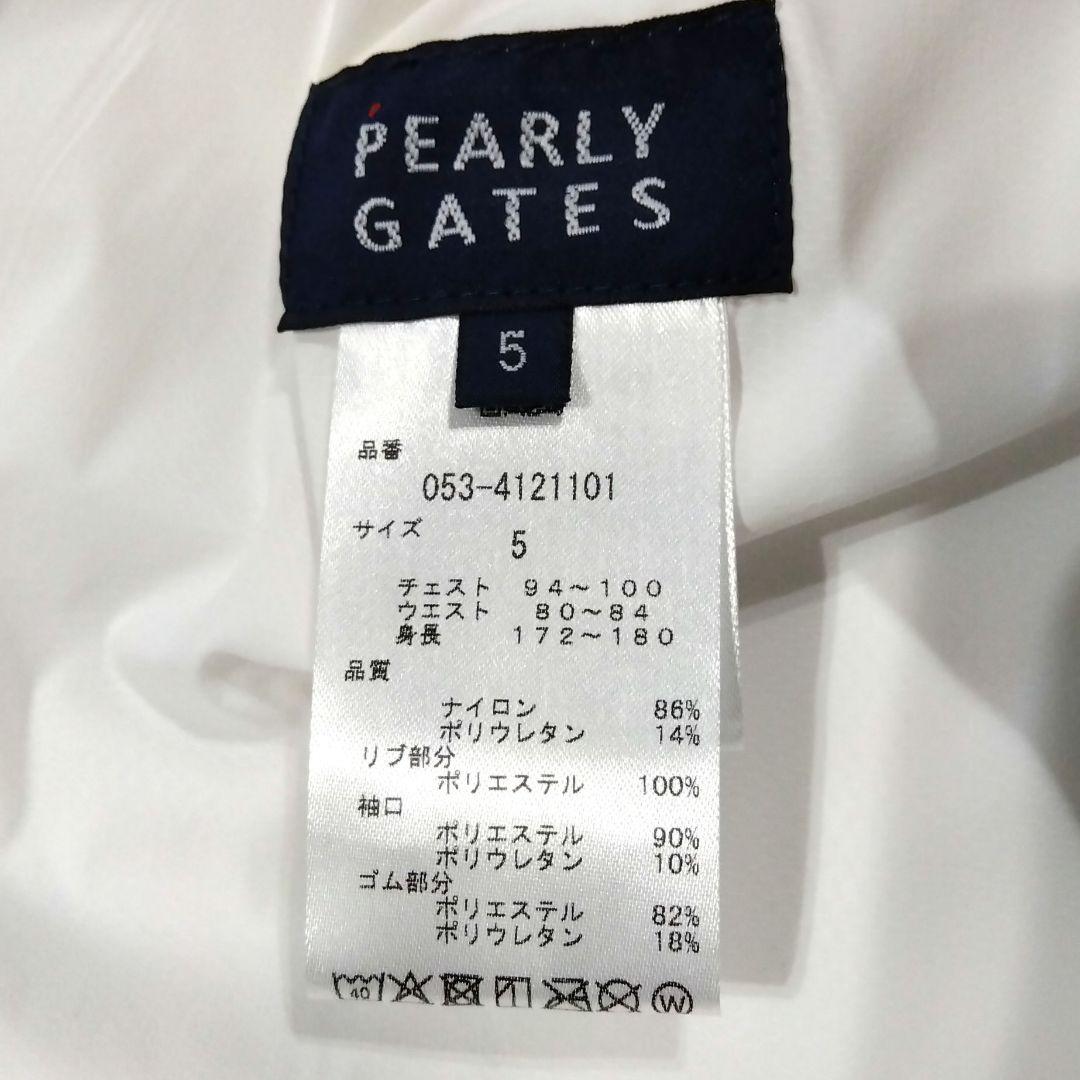 PEARLY
GATES
5
品番
053-4121101
サイズ
5
チェスト 94～100
ウエスト 80～84
身長 172～180
品質
ナイロン 86%
ポリウレタン 14%
リブ部分
ポリエステル 100%
袖口
ポリエステル 90%
ポリウレタン 10%
ゴム部分
ポリエステル 82%
ポリウレタン 18%
40
W